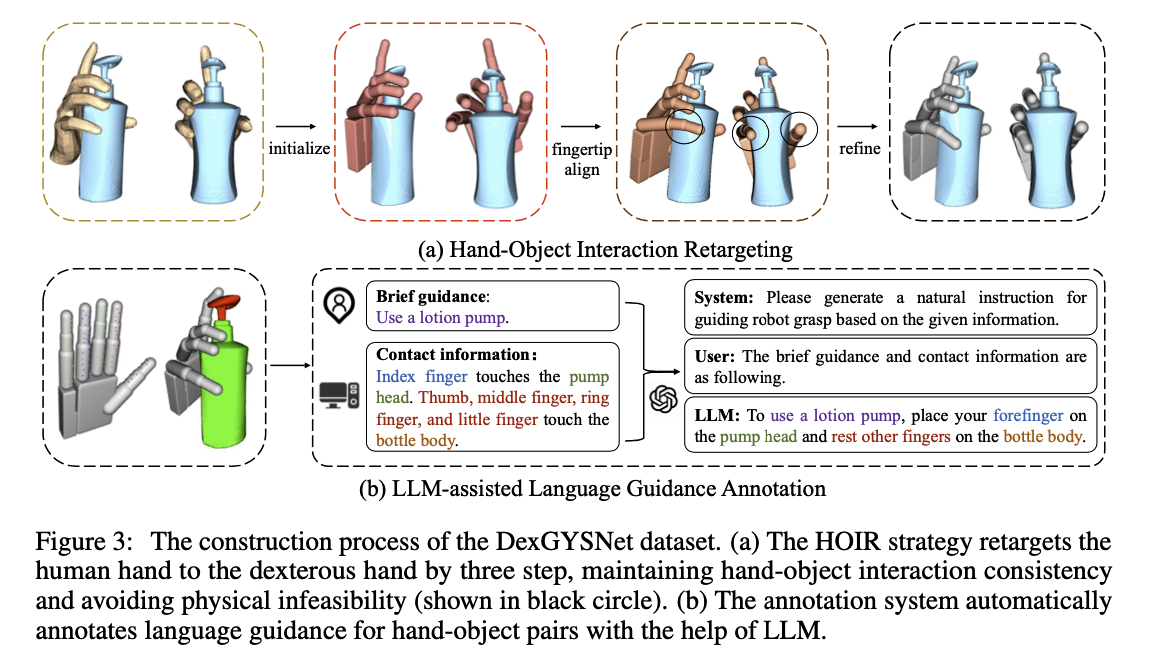 initialize
fingertip
align
refine
(a) Hand-Object Interaction Retargeting
Brief guidance:
Use a lotion pump.
Contact information:
Index finger touches the pump
head. Thumb, middle finger, ring
finger, and little finger touch the
bottle body.
System: Please generate a natural instruction for
guiding robot grasp based on the given information.
User: The brief guidance and contact information are
as following.
LLM: To use a lotion pump, place your forefinger on
the pump head and rest other fingers on the bottle body.
(b) LLM-assisted Language Guidance Annotation
Figure 3: The construction process of the DexGYSNet dataset. (a) The HOIR strategy retargets the
human hand to the dexterous hand by three step, maintaining hand-object interaction consistency
and avoiding physical infeasibility (shown in black circle). (b) The annotation system automatically
annotates language guidance for hand-object pairs with the help of LLM.